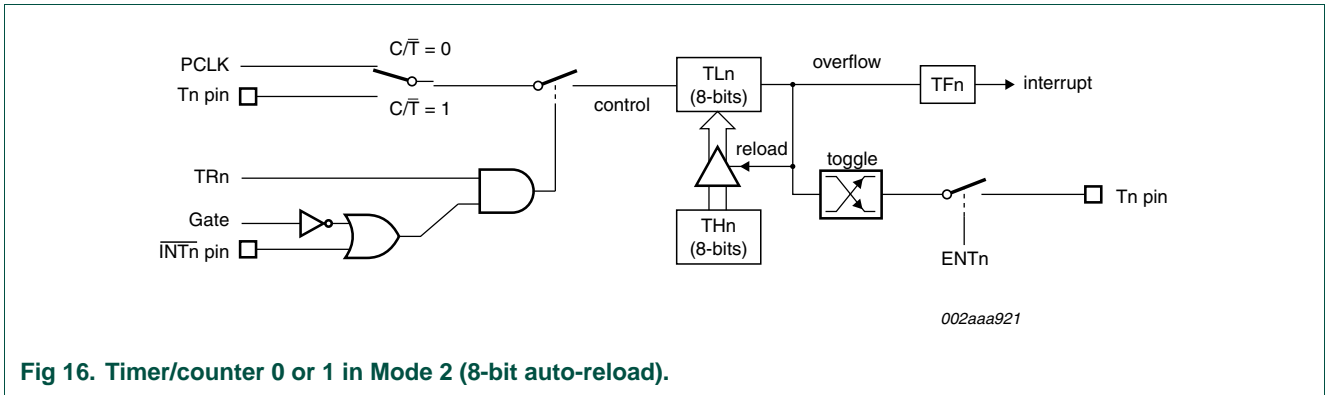 C/T̅ = 0
PCLK
Tn pin
C/T̅ = 1
control
TLn
(8-bits)
overflow
TFn
interrupt
reload
toggle
TRn
Gate
I̅N̅T̅n̅ pin
THn
(8-bits)
Tn pin
ENTn
002aaa921
Fig 16. Timer/counter 0 or 1 in Mode 2 (8-bit auto-reload).